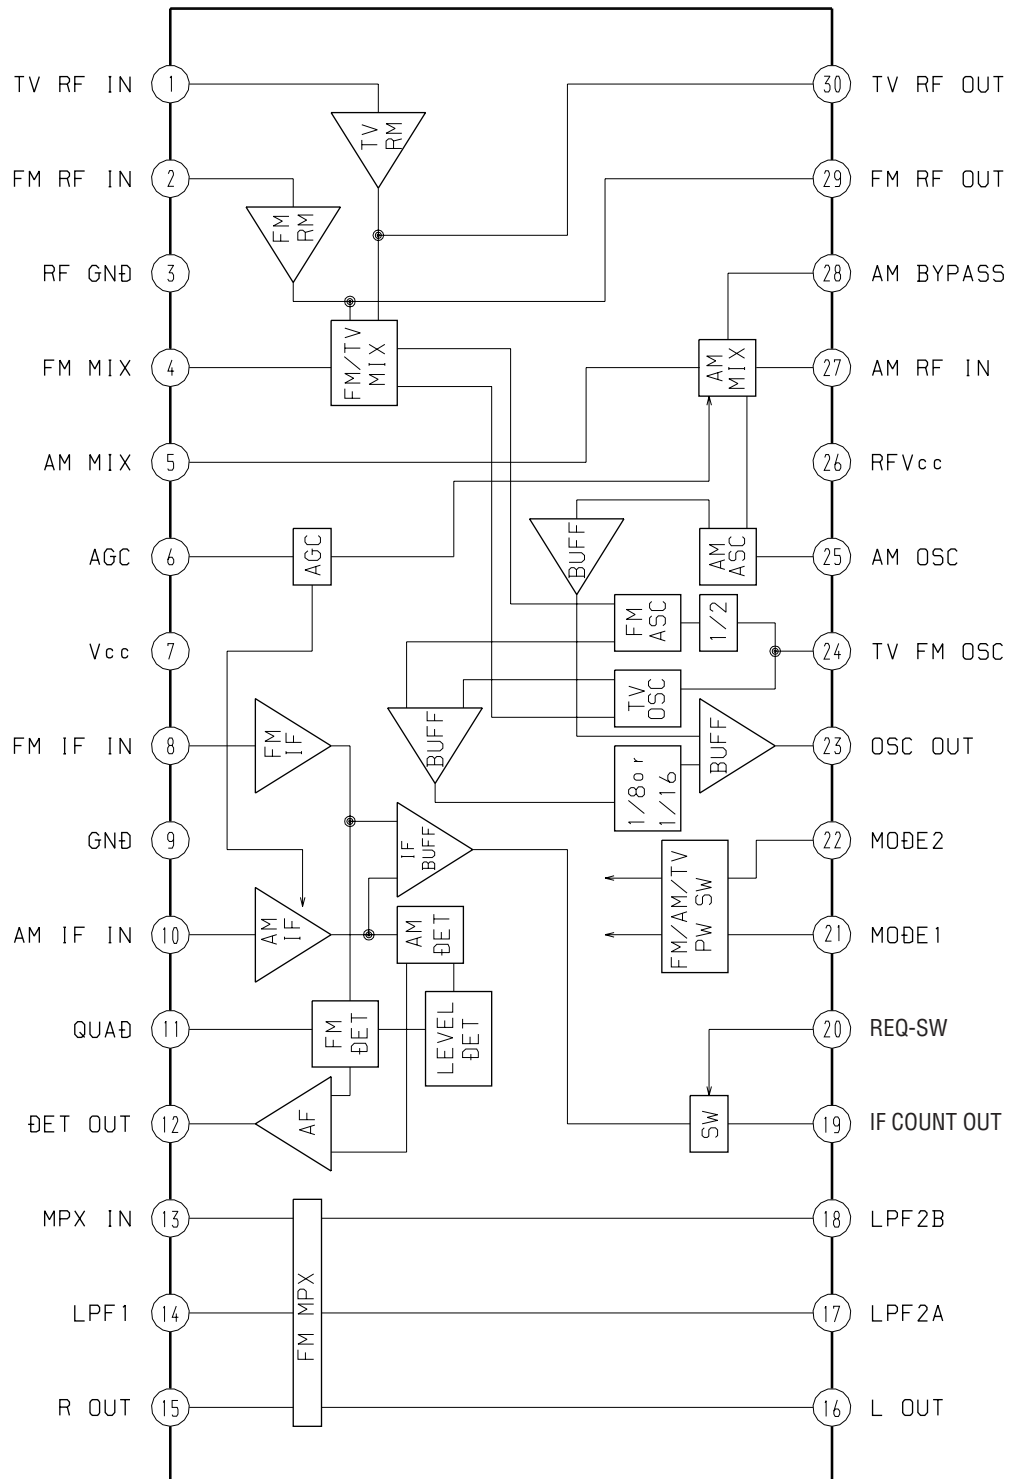 TV RF IN 1
30 TV RF OUT
TV
RM
FM RF IN 2
29 FM RF OUT
FM
RM
RF GND 3
28 AM BYPASS
FM MIX 4
FM/TV
MIX
AM
MIX
27 AM RF IN
AM MIX 5
26 RFVcc
AGC 6
AGC
BUFF
AM
ASC
25 AM OSC
Vcc 7
FM
ASC
1/2
24 TV FM OSC
TV
OSC
FM IF IN 8
FM
IF
BUFF
BUFF
23 OSC OUT
1/8or
1/16
GND 9
IF
BUFF
22 MODE2
AM IF IN 10
AM
IF
AM
DET
FM/AM/TV
PW SW
21 MODE1
QUAD 11
FM
DET
LEVEL
DET
20 REQ-SW
DET OUT 12
AF
SW
19 IF COUNT OUT
MPX IN 13
18 LPF2B
LPF1 14
FM MPX
17 LPF2A
R OUT 15
16 L OUT